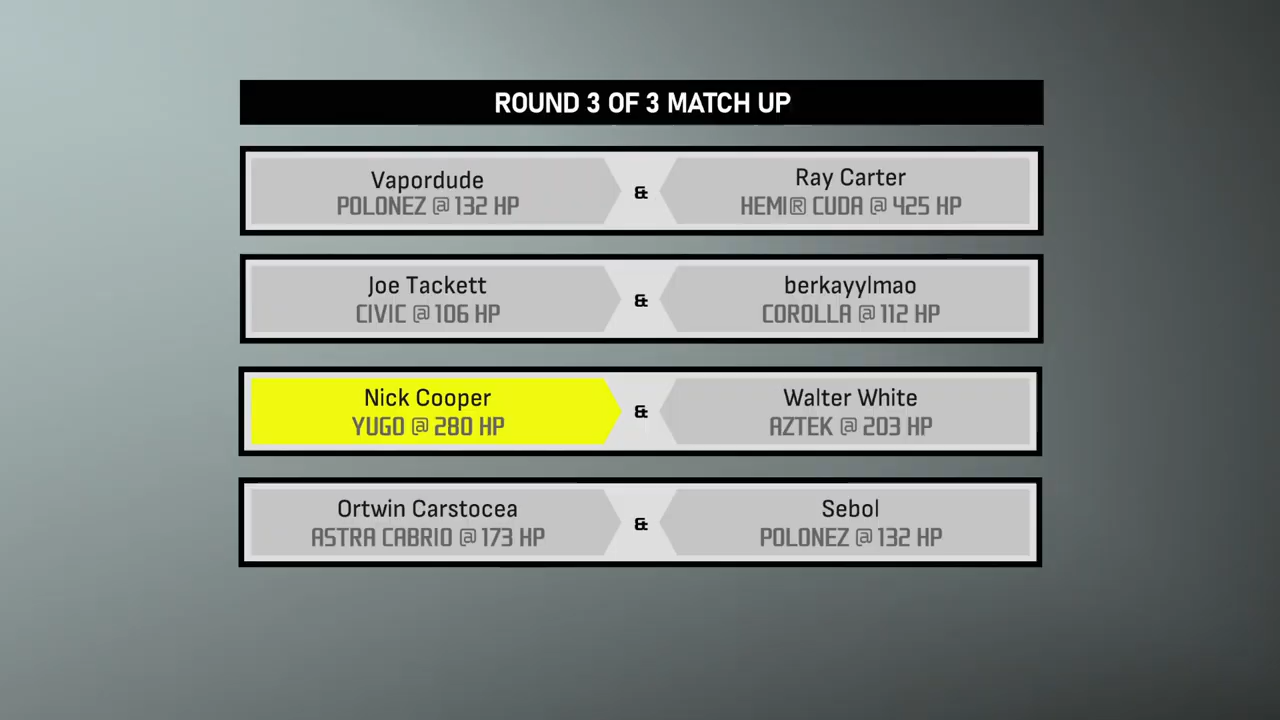 ROUND 3 OF 3 MATCH UP
Vapordude
POLONEZ @ 132 HP
&
Ray Carter
HEMI® CUDA @ 425 HP
Joe Tackett
CIVIC @ 106 HP
&
berkayylmao
COROLLA @ 112 HP
Nick Cooper
YUGO @ 280 HP
&
Walter White
AZTEK @ 203 HP
Ortwin Carstocea
ASTRA CABRIO @ 173 HP
&
Sebol
POLONEZ @ 132 HP